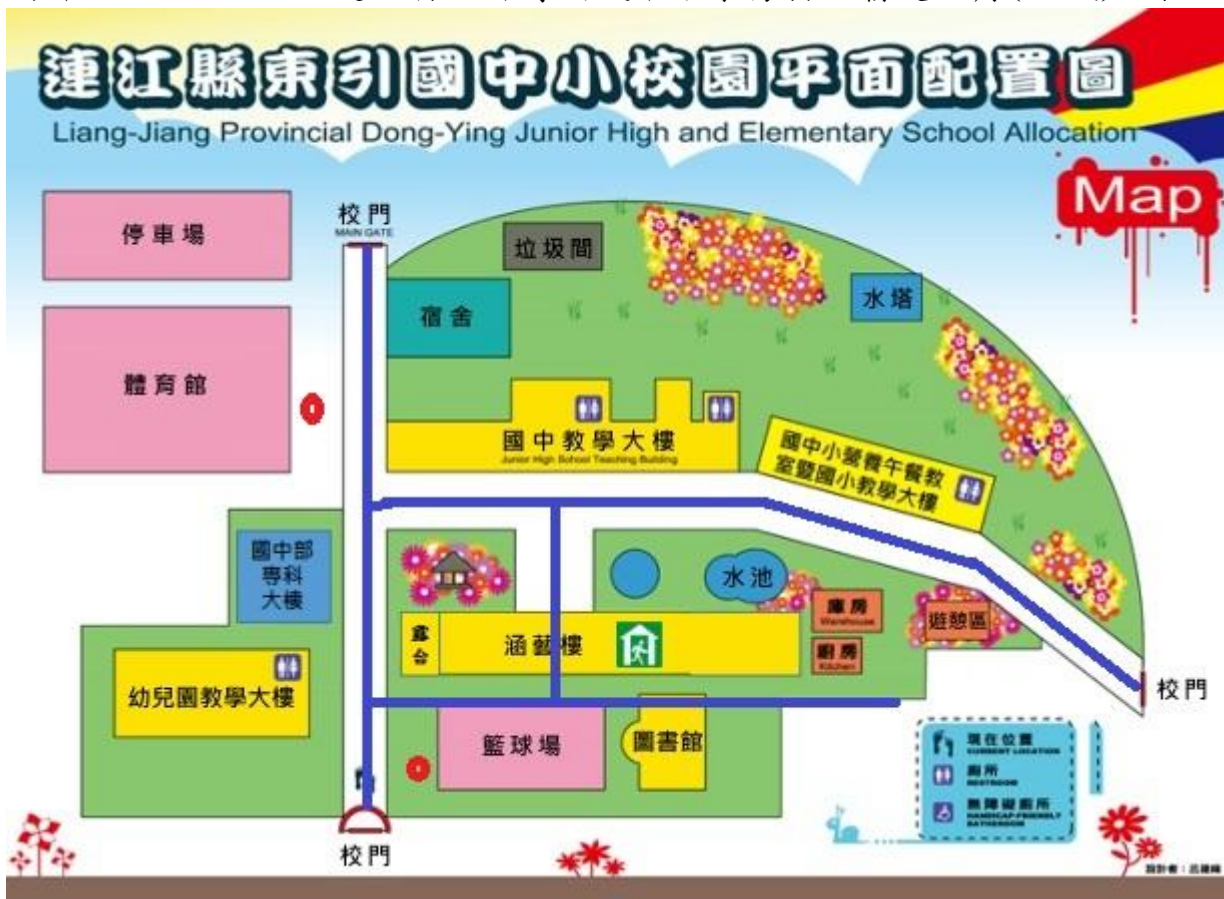 連江縣東引國中小校園平面配置圖
Liang-Jiang Provincial Dong-Ying Junior High and Elementary School Allocation
Map
停車場
校門
MAIN GATE
垃圾間
水塔
宿舍
體育館
國中教學大樓
Junior High School Teaching Building
國中小營養午餐教
室暨國小教學大樓
國中部
專科
大樓
水池
庫房
Warehouse
遊憩區
露台
涵藝樓
廚房
Kitchen
幼兒園教學大樓
校門
籃球場
圖書館
現在位置
CURRENT LOCATION
廁所
RESTROOM
無障礙廁所
HANDICAP-FRIENDLY
BATHEROOM
校門